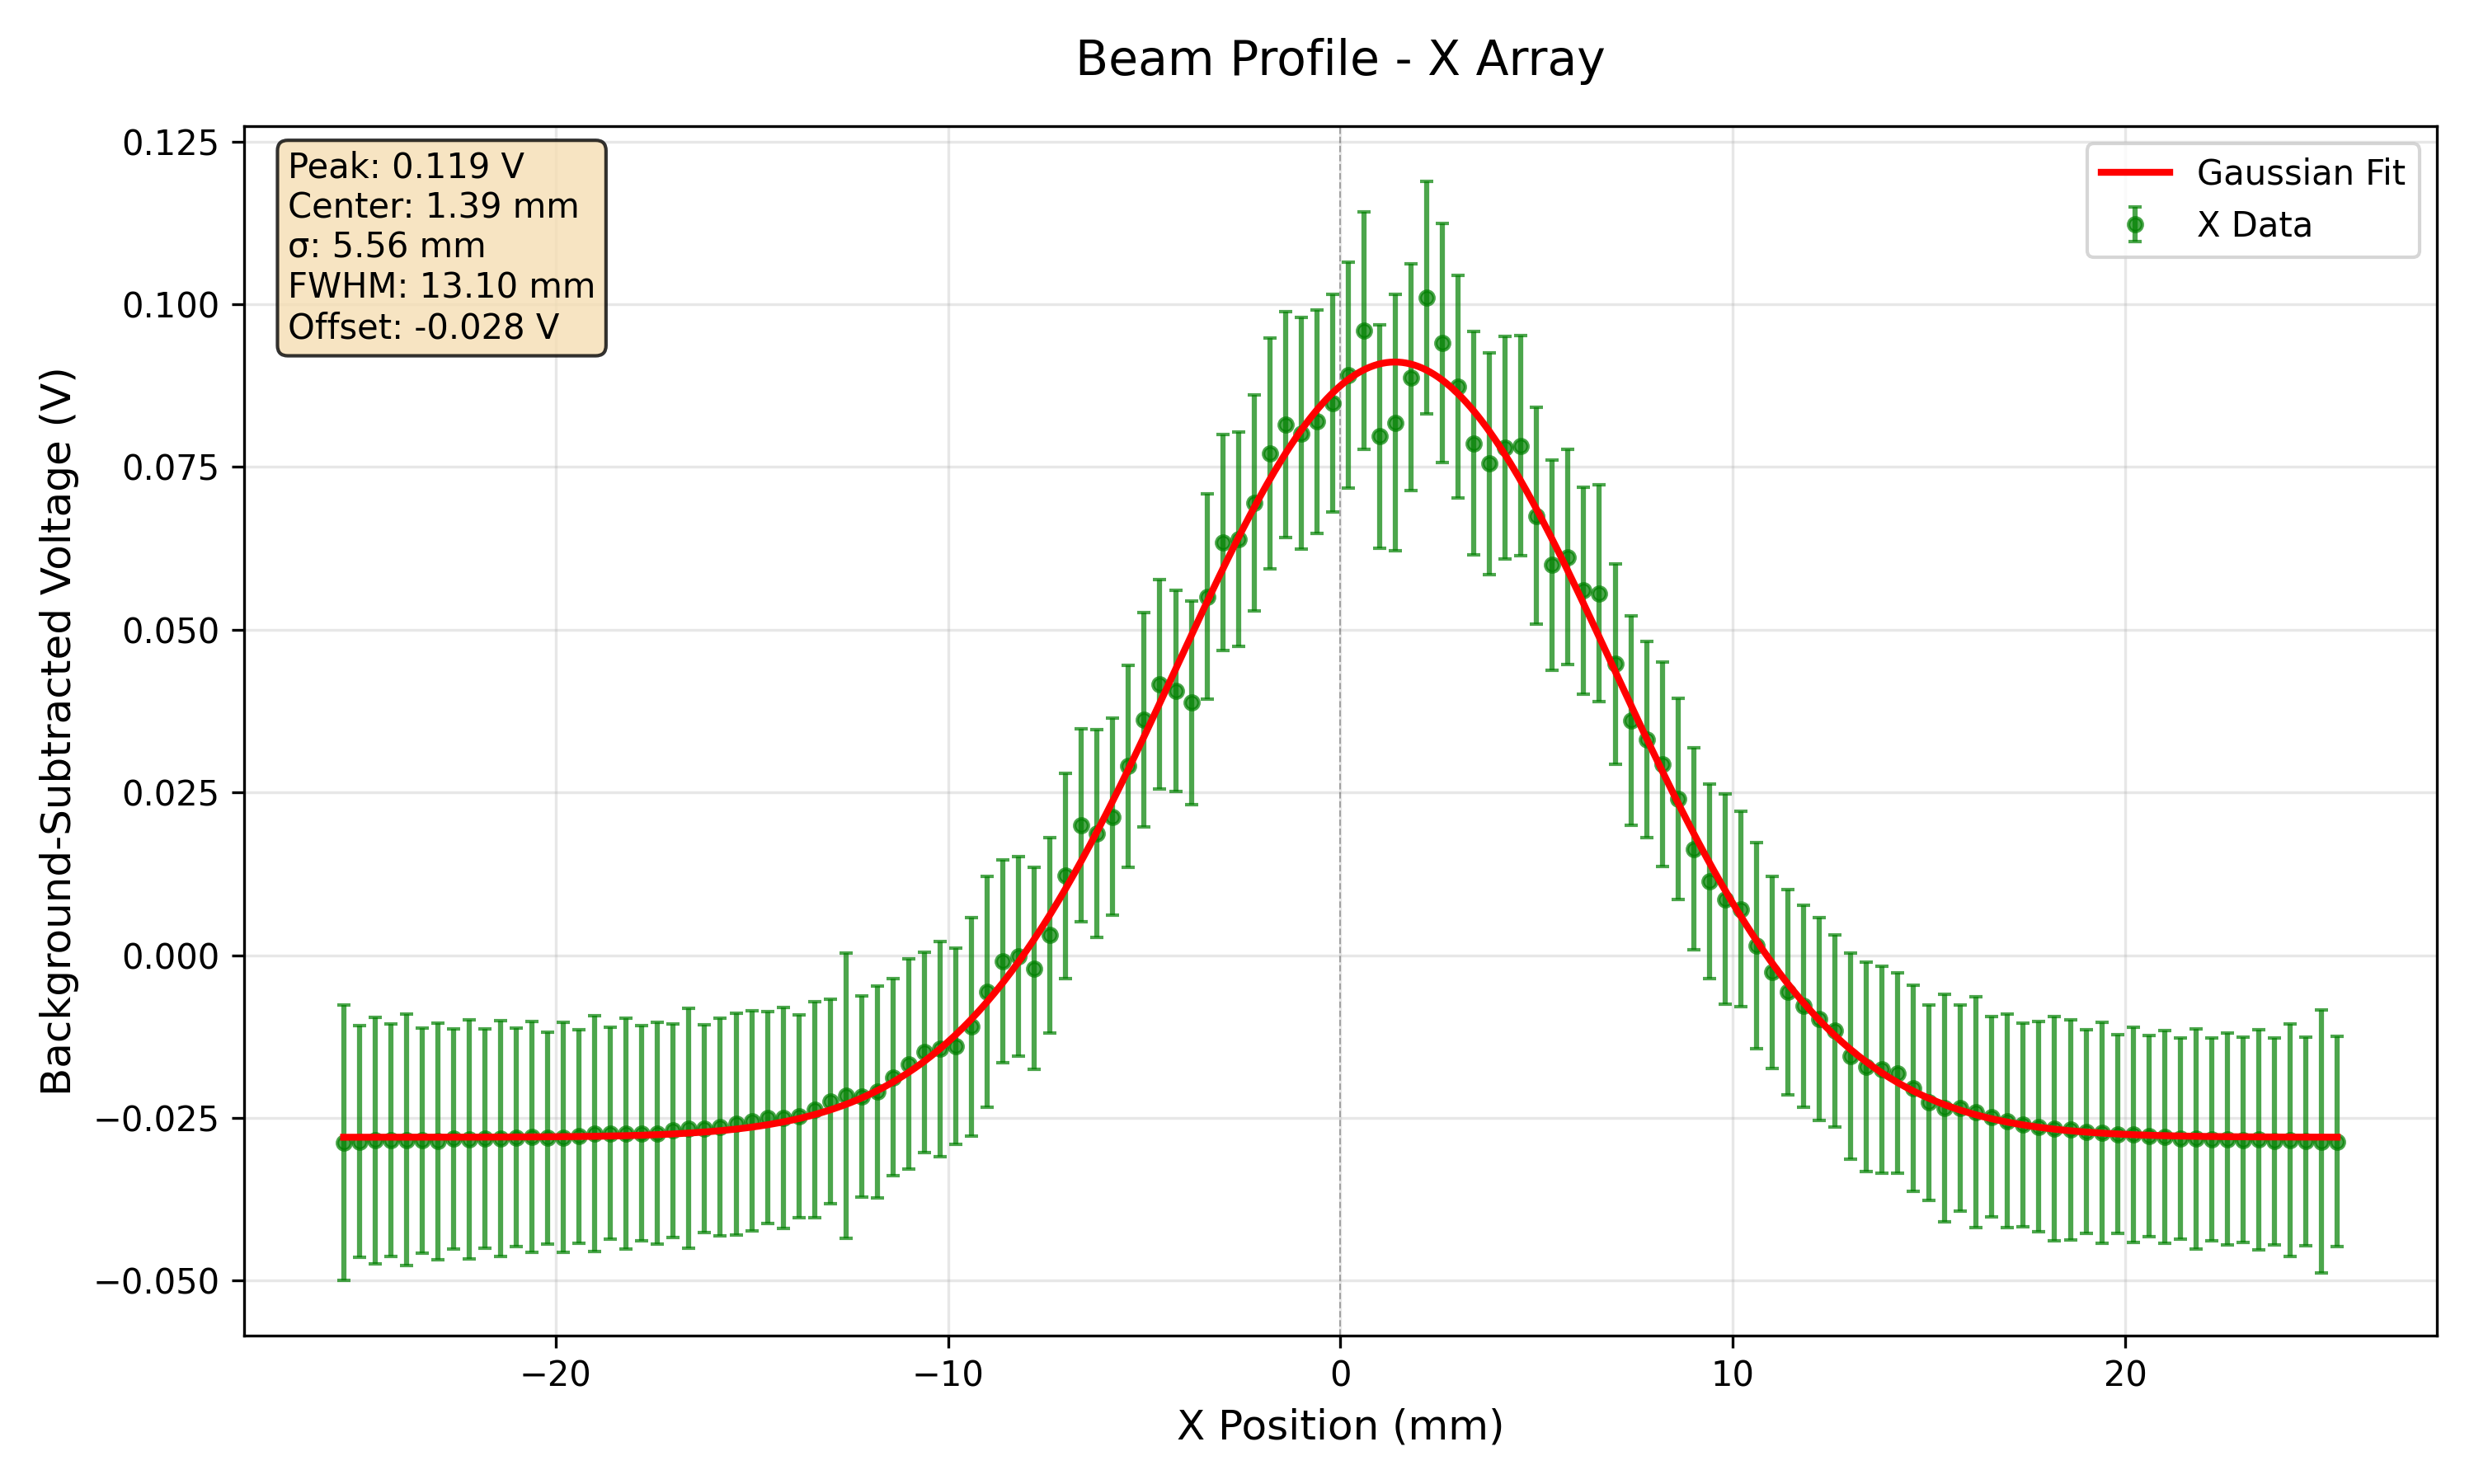 Beam Profile - X Array
Peak: 0.119 V
Center: 1.39 mm
σ: 5.56 mm
FWHM: 13.10 mm
Offset: -0.028 V
Gaussian Fit
X Data
Background-Subtracted Voltage (V)
0.125
0.100
0.075
0.050
0.025
0.000
−0.025
−0.050
−20
−10
0
10
20
X Position (mm)